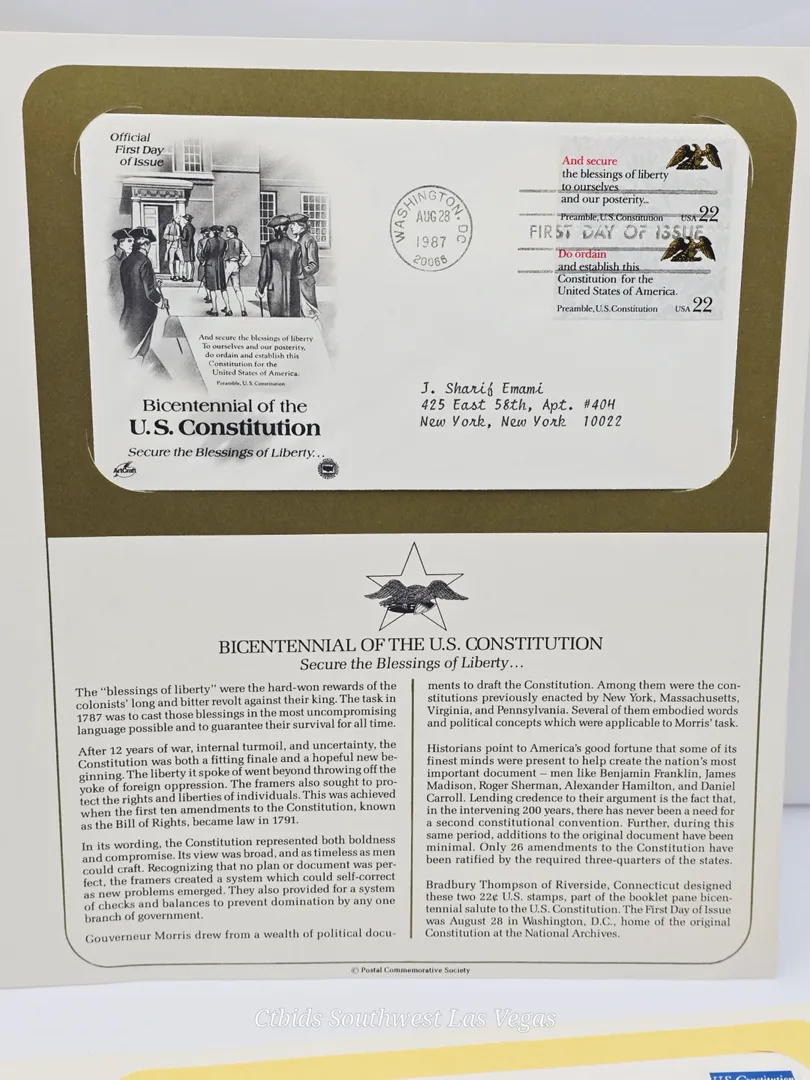 Official
First Day
of Issue
And secure the blessings of liberty
To ourselves and our posterity,
do ordain and establish this
Constitution for the
United States of America.
Preamble, U.S. Constitution
Bicentennial of the
U.S. Constitution
Secure the Blessings of Liberty...
ArtCraft
WASHINGTON, DC
AUG 28
1987
20066
And secure
the blessings of liberty
to ourselves
and our posterity...
Preamble, U.S. Constitution USA 22
FIRST DAY OF ISSUE
Do ordain
and establish this
Constitution for the
United States of America.
Preamble, U.S. Constitution USA 22
J. Sharif Emami
425 East 58th, Apt. #404
New York, New York 10022
BICENTENNIAL OF THE U.S. CONSTITUTION
Secure the Blessings of Liberty...
The "blessings of liberty" were the hard-won rewards of the
colonists' long and bitter revolt against their king. The task in
1787 was to cast those blessings in the most uncompromising
language possible and to guarantee their survival for all time.
After 12 years of war, internal turmoil, and uncertainty, the
Constitution was both a fitting finale and a hopeful new be-
ginning. The liberty it spoke of went beyond throwing off the
yoke of foreign oppression. The framers also sought to pro-
tect the rights and liberties of individuals. This was achieved
when the first ten amendments to the Constitution, known
as the Bill of Rights, became law in 1791.
In its wording, the Constitution represented both boldness
and compromise. Its view was broad, and as timeless as men
could craft. Recognizing that no plan or document was per-
fect, the framers created a system which could self-correct
as new problems emerged. They also provided for a system
of checks and balances to prevent domination by any one
branch of government.
Gouverneur Morris drew from a wealth of political docu-
ments to draft the Constitution. Among them were the con-
stitutions previously enacted by New York, Massachusetts,
Virginia, and Pennsylvania. Several of them embodied words
and political concepts which were applicable to Morris' task.
Historians point to America's good fortune that some of its
finest minds were present to help create the nation's most
important document – men like Benjamin Franklin, James
Madison, Roger Sherman, Alexander Hamilton, and Daniel
Carroll. Lending credence to their argument is the fact that,
in the intervening 200 years, there has never been a need for
a second constitutional convention. Further, during this
same period, additions to the original document have been
minimal. Only 26 amendments to the Constitution have
been ratified by the required three-quarters of the states.
Bradbury Thompson of Riverside, Connecticut designed
these two 22¢ U.S. stamps, part of the booklet pane bicen-
tennial salute to the U.S. Constitution. The First Day of Issue
was August 28 in Washington, D.C., home of the original
Constitution at the National Archives.
© Postal Commemorative Society
Ctbids Southwest Las Vegas
U.S. Constitution